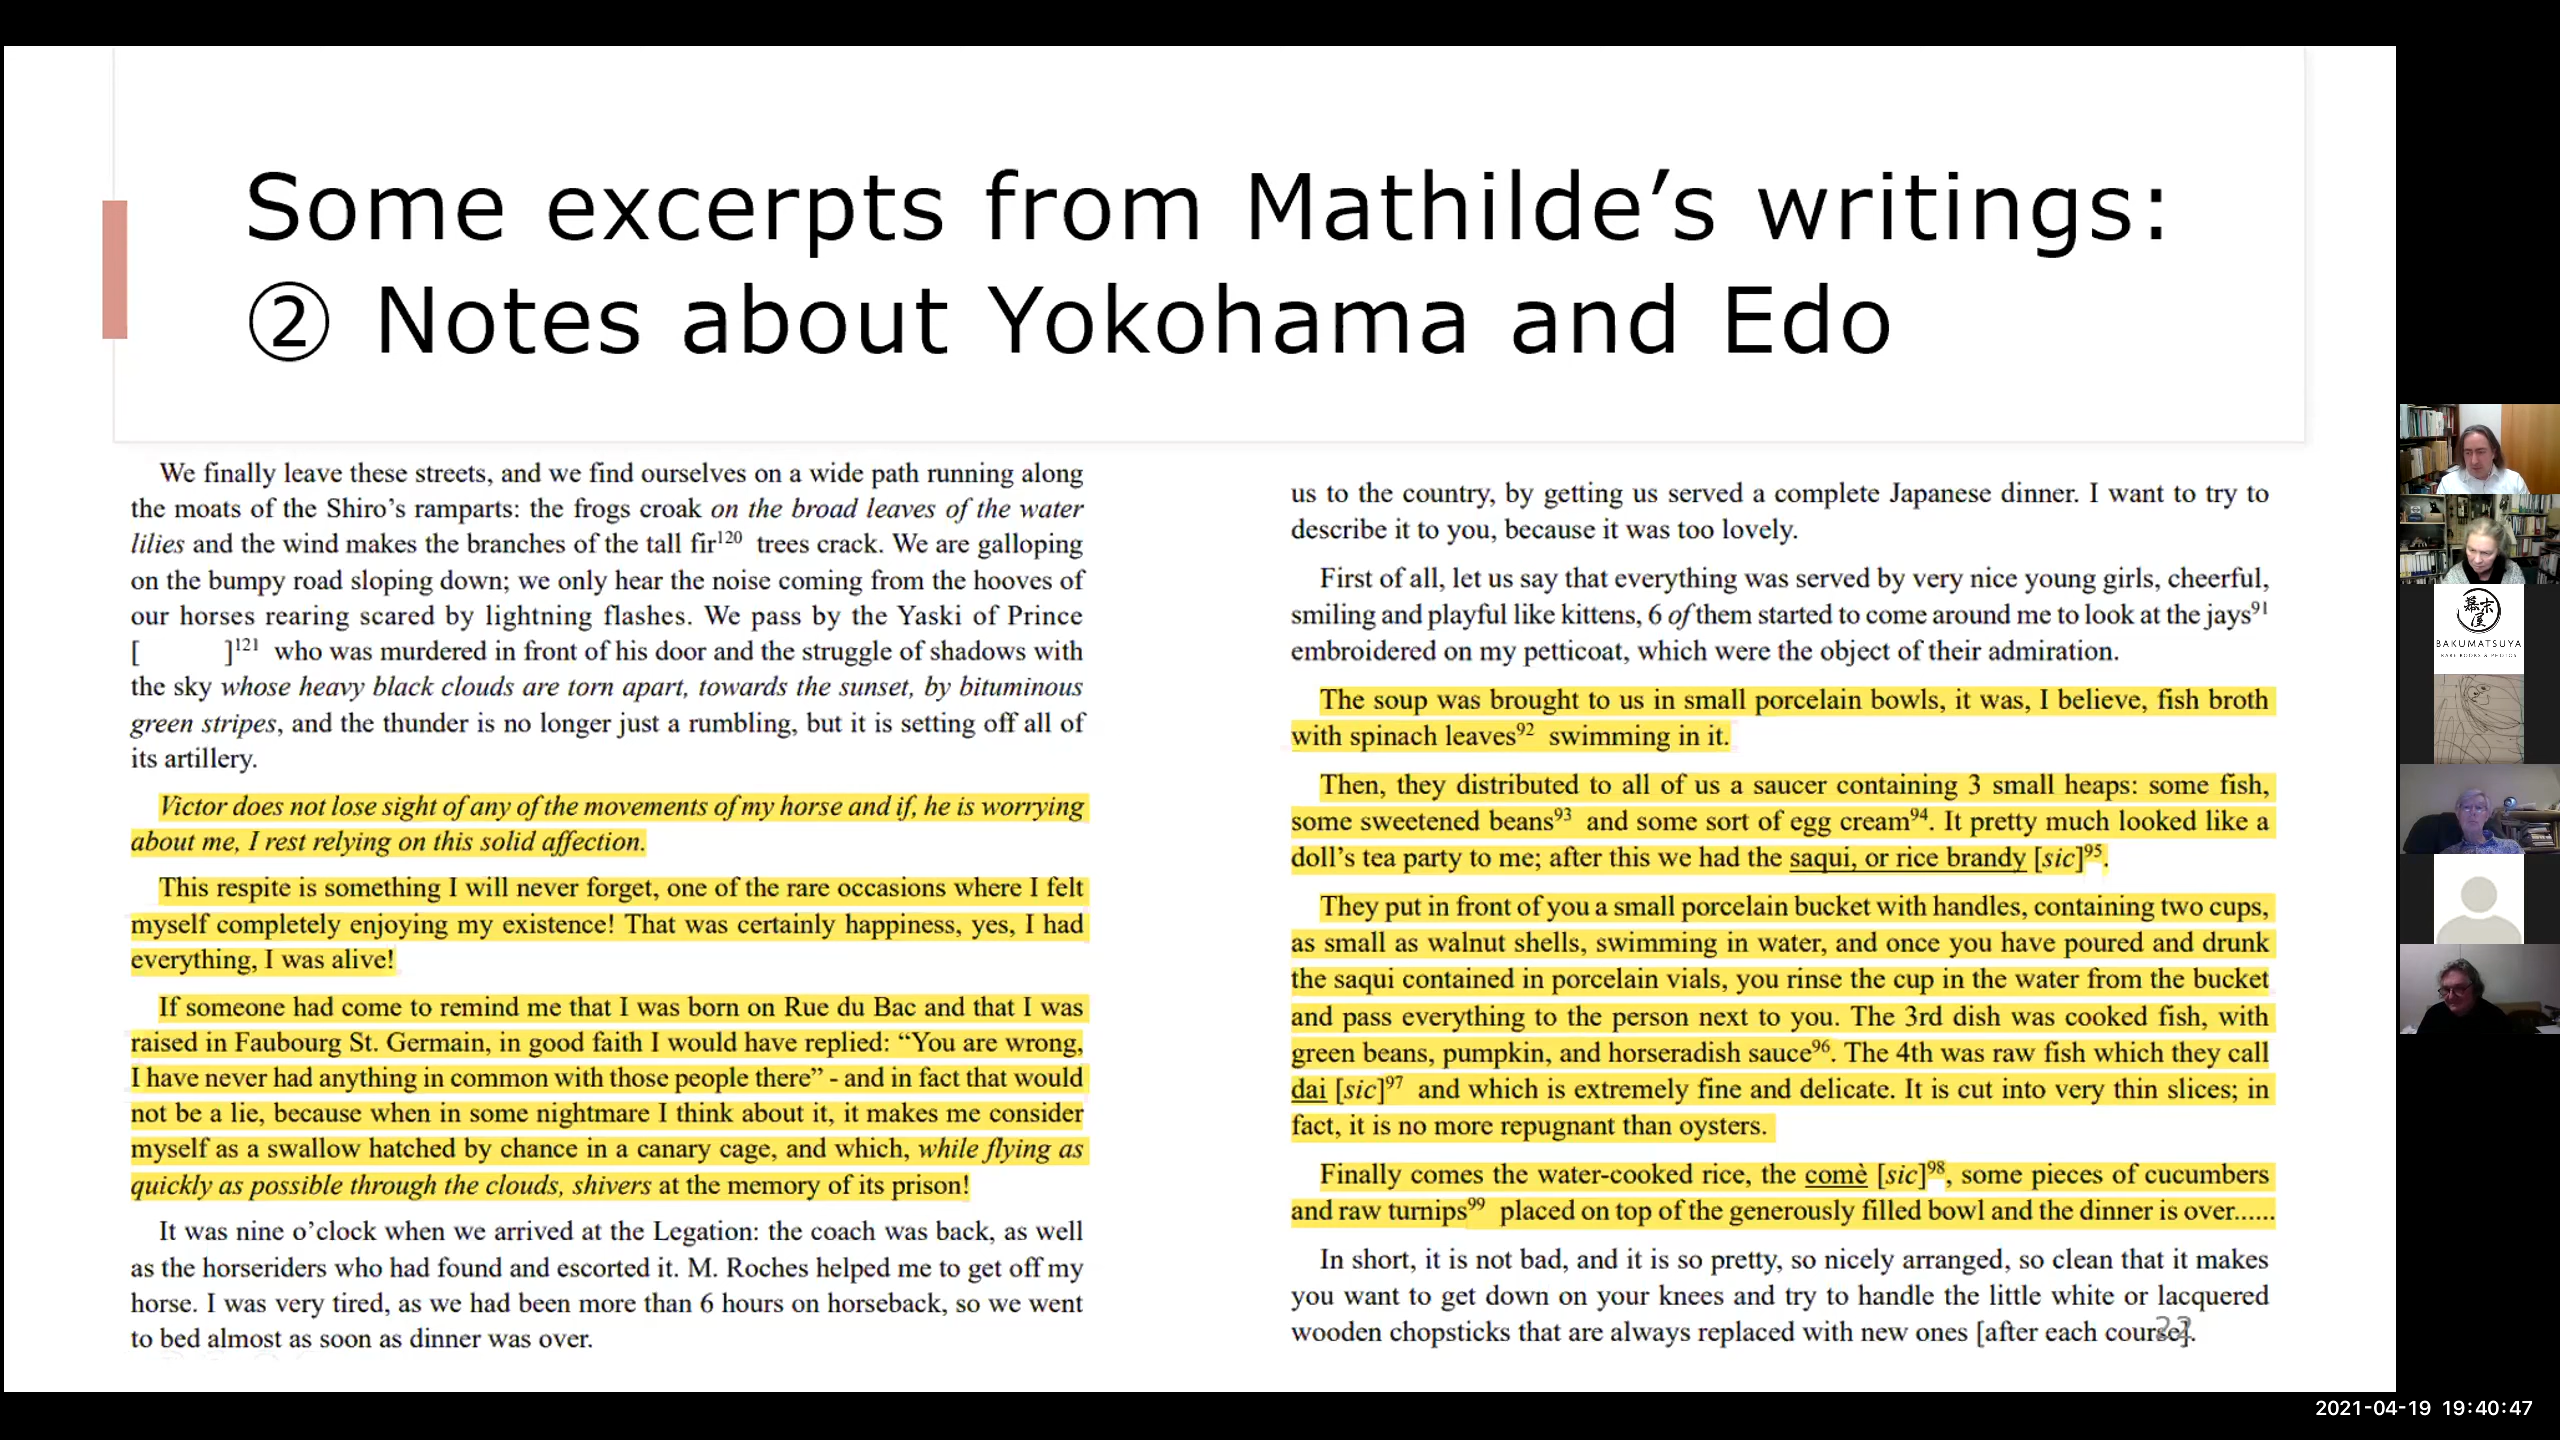 Some excerpts from Mathilde’s writings:
② Notes about Yokohama and Edo
We finally leave these streets, and we find ourselves on a wide path running along
the moats of the Shiro’s ramparts: the frogs croak on the broad leaves of the water
lilies and the wind makes the branches of the tall fir120 trees crack. We are galloping
on the bumpy road sloping down; we only hear the noise coming from the hooves of
our horses rearing scared by lightning flashes. We pass by the Yaski of Prince
[ ]121 who was murdered in front of his door and the struggle of shadows with
the sky whose heavy black clouds are torn apart, towards the sunset, by bituminous
green stripes, and the thunder is no longer just a rumbling, but it is setting off all of
its artillery.
Victor does not lose sight of any of the movements of my horse and if, he is worrying
about me, I rest relying on this solid affection.
This respite is something I will never forget, one of the rare occasions where I felt
myself completely enjoying my existence! That was certainly happiness, yes, I had
everything, I was alive!
If someone had come to remind me that I was born on Rue du Bac and that I was
raised in Faubourg St. Germain, in good faith I would have replied: “You are wrong,
I have never had anything in common with those people there” - and in fact that would
not be a lie, because when in some nightmare I think about it, it makes me consider
myself as a swallow hatched by chance in a canary cage, and which, while flying as
quickly as possible through the clouds, shivers at the memory of its prison!
It was nine o’clock when we arrived at the Legation: the coach was back, as well
as the horseriders who had found and escorted it. M. Roches helped me to get off my
horse. I was very tired, as we had been more than 6 hours on horseback, so we went
to bed almost as soon as dinner was over.
us to the country, by getting us served a complete Japanese dinner. I want to try to
describe it to you, because it was too lovely.
First of all, let us say that everything was served by very nice young girls, cheerful,
smiling and playful like kittens, 6 of them started to come around me to look at the jays91
embroidered on my petticoat, which were the object of their admiration.
The soup was brought to us in small porcelain bowls, it was, I believe, fish broth
with spinach leaves92 swimming in it.
Then, they distributed to all of us a saucer containing 3 small heaps: some fish,
some sweetened beans93 and some sort of egg cream94. It pretty much looked like a
doll’s tea party to me; after this we had the saqui, or rice brandy [sic]95.
They put in front of you a small porcelain bucket with handles, containing two cups,
as small as walnut shells, swimming in water, and once you have poured and drunk
the saqui contained in porcelain vials, you rinse the cup in the water from the bucket
and pass everything to the person next to you. The 3rd dish was cooked fish, with
green beans, pumpkin, and horseradish sauce96. The 4th was raw fish which they call
dai [sic]97 and which is extremely fine and delicate. It is cut into very thin slices; in
fact, it is no more repugnant than oysters.
Finally comes the water-cooked rice, the comè [sic]98, some pieces of cucumbers
and raw turnips99 placed on top of the generously filled bowl and the dinner is over......
In short, it is not bad, and it is so pretty, so nicely arranged, so clean that it makes
you want to get down on your knees and try to handle the little white or lacquered
wooden chopsticks that are always replaced with new ones [after each course].
22
幕末屋
BAKUMATSUYA
RARE BOOKS & PHOTOS
2021-04-19 19:40:47